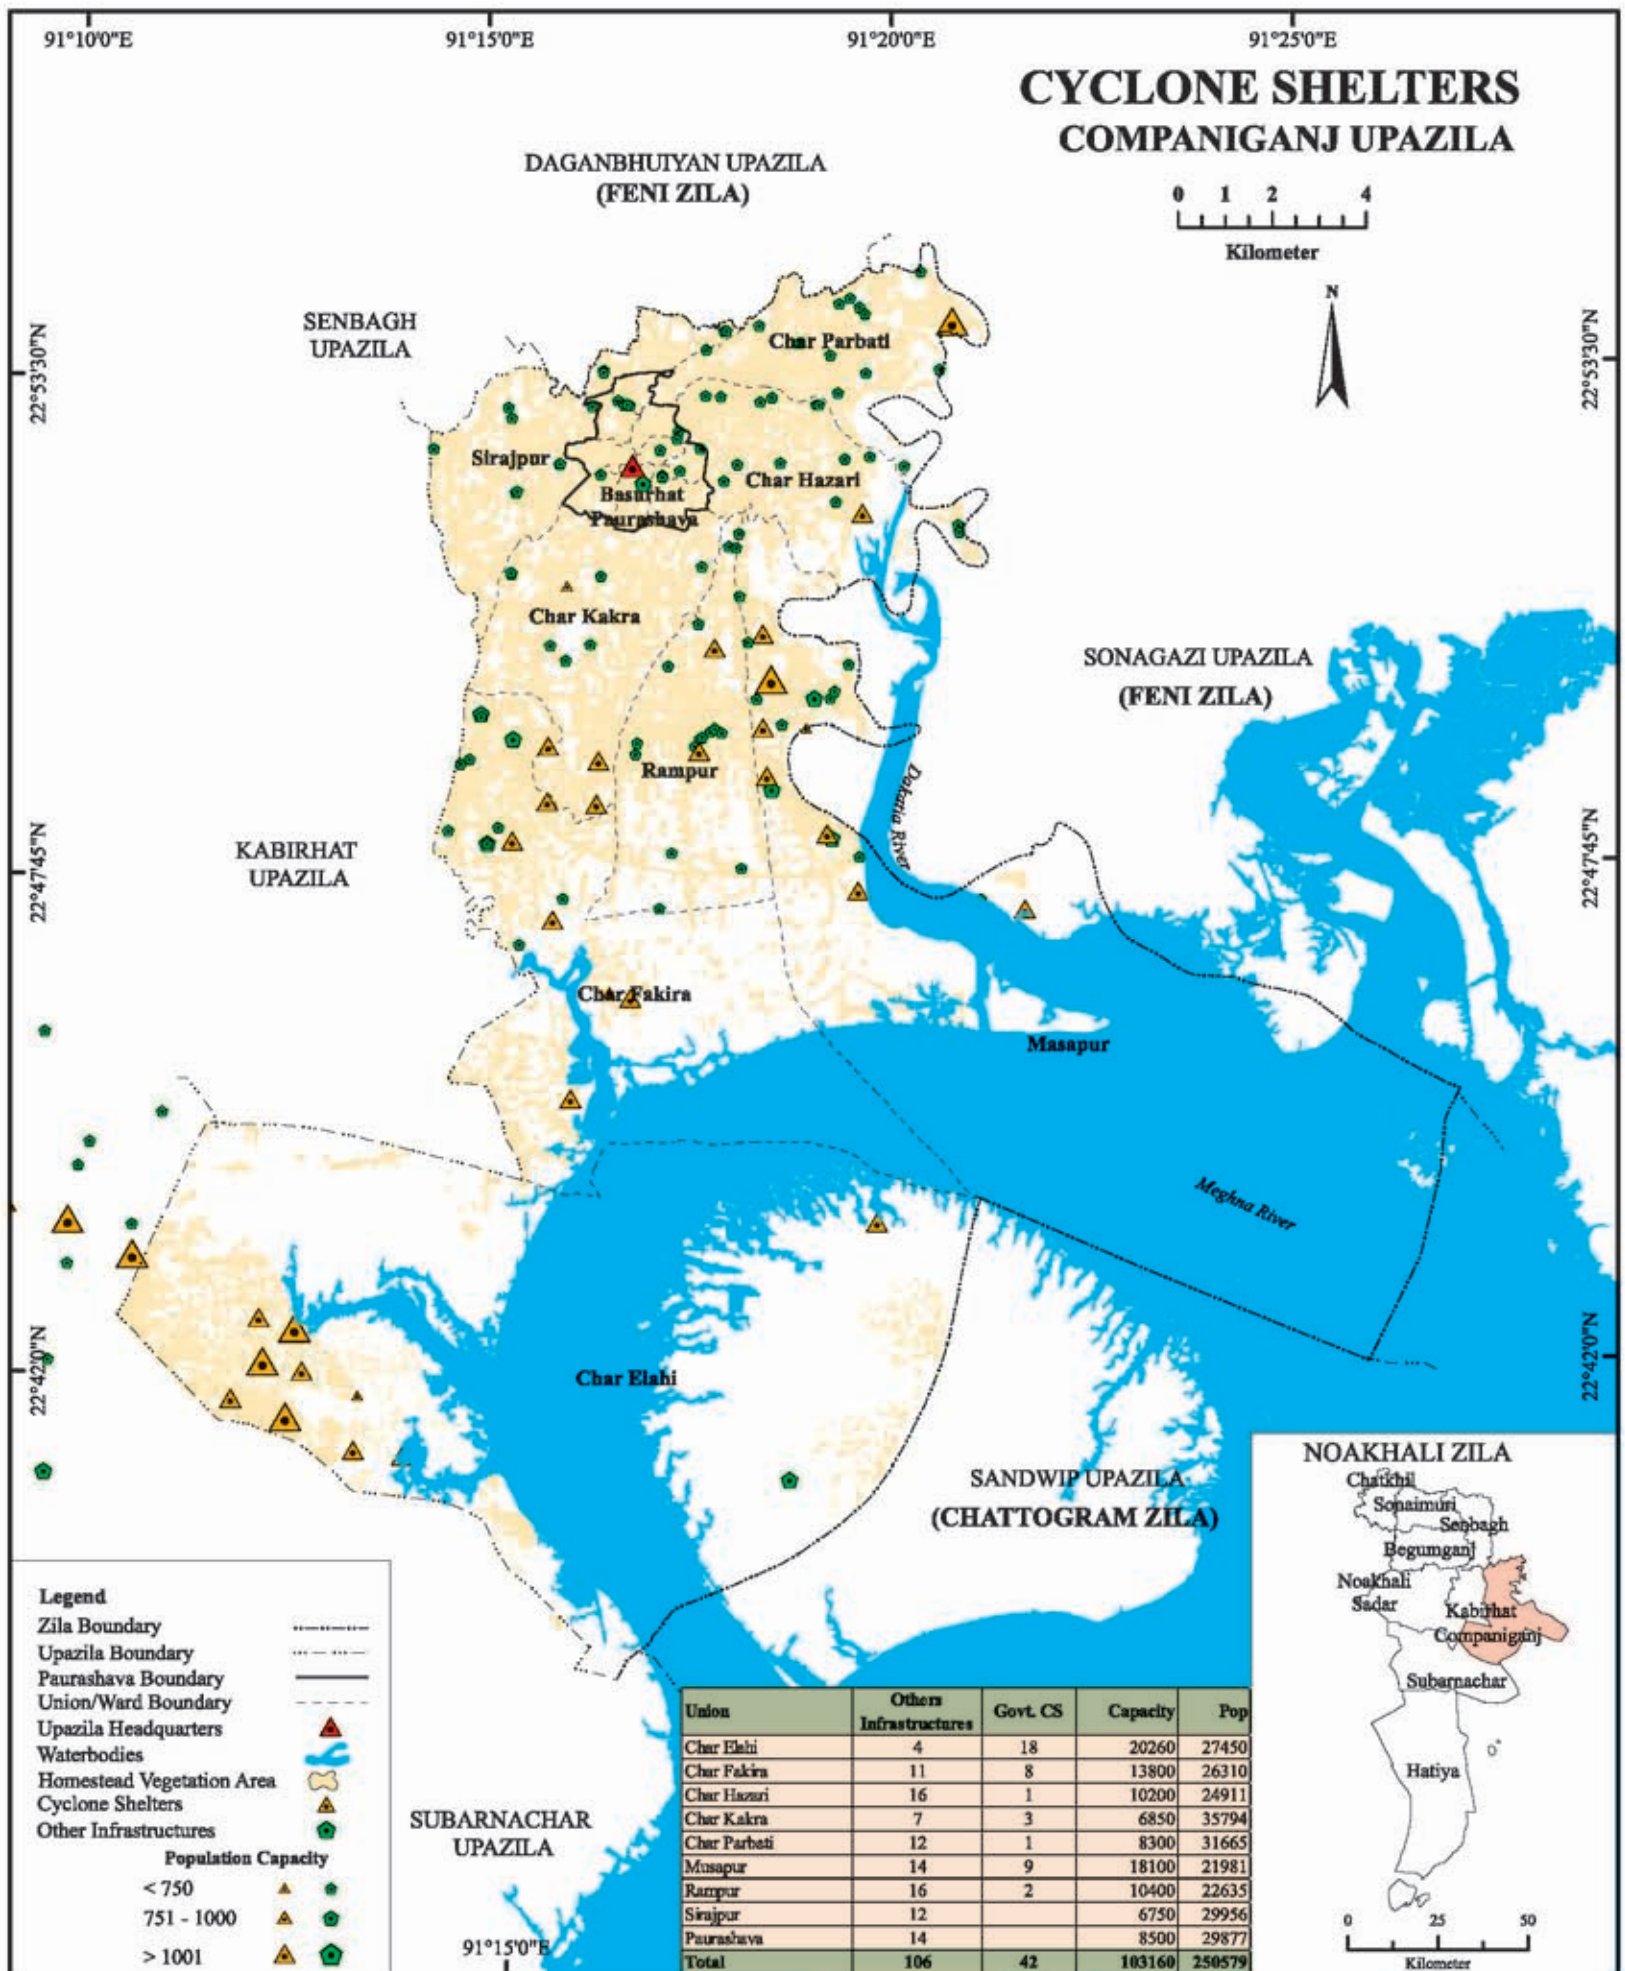 91°10'0"E
91°15'0"E
91°20'0"E
91°25'0"E
CYCLONE SHELTERS
COMPANIGANJ UPAZILA
0 1 2 4
Kilometer
N
DAGANBHUIYAN UPAZILA
(FENI ZILA)
SENBAGH
UPAZILA
22°53'30"N
22°53'30"N
Char Parbati
Sirajpur
Char Hazari
Basurhat
Paurashava
Char Kakra
SONAGAZI UPAZILA
(FENI ZILA)
Rampur
Dakatia River
KABIRHAT
UPAZILA
22°47'45"N
22°47'45"N
Char Fakira
Masapur
Meghna River
22°42'0"N
22°42'0"N
Char Elahi
SANDWIP UPAZILA
(CHATTOGRAM ZILA)
SUBARNACHAR
UPAZILA
91°15'0"E
Legend
Zila Boundary
Upazila Boundary
Paurashava Boundary
Union/Ward Boundary
Upazila Headquarters
Waterbodies
Homestead Vegetation Area
Cyclone Shelters
Other Infrastructures
Population Capacity
< 750
751 - 1000
> 1001
Union Others Infrastructures Govt. CS Capacity Pop
Char Elahi 4 18 20260 27450
Char Fakira 11 8 13800 26310
Char Hazari 16 1 10200 24911
Char Kakra 7 3 6850 35794
Char Parbati 12 1 8300 31665
Musapur 14 9 18100 21981
Rampur 16 2 10400 22635
Sirajpur 12 6750 29956
Paurashava 14 8500 29877
Total 106 42 103160 250579
NOAKHALI ZILA
Chatkhil
Sonaimuri
Senbagh
Begumganj
Noakhali
Sadar
Kabirhat
Companiganj
Subarnachar
Hatiya
0 25 50
Kilometer